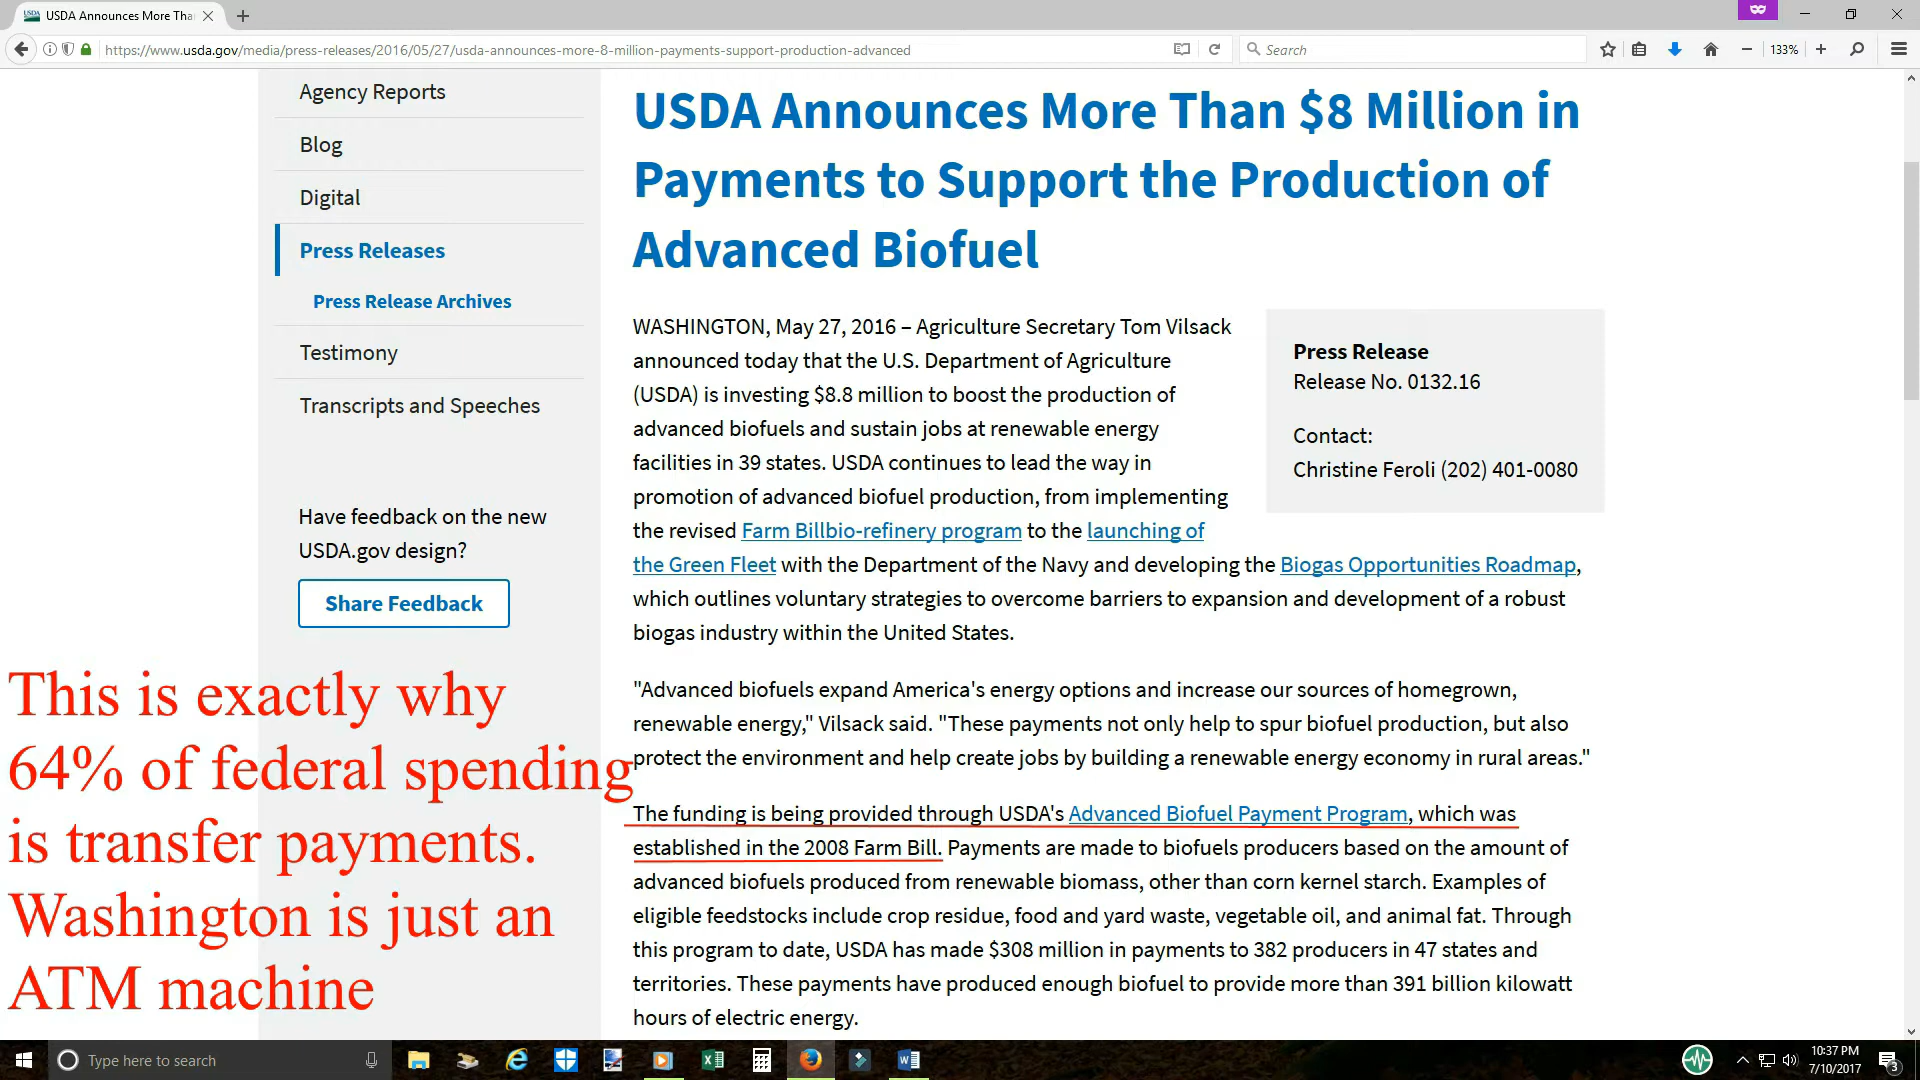 USDA Announces More Tha
https://www.usda.gov/media/press-releases/2016/05/27/usda-announces-more-8-million-payments-support-production-advanced
Search
133%
Agency Reports
Blog
Digital
Press Releases
Press Release Archives
Testimony
Transcripts and Speeches
Have feedback on the new
USDA.gov design?
Share Feedback
This is exactly why
64% of federal spending
is transfer payments.
Washington is just an
ATM machine
USDA Announces More Than $8 Million in
Payments to Support the Production of
Advanced Biofuel
WASHINGTON, May 27, 2016 – Agriculture Secretary Tom Vilsack
announced today that the U.S. Department of Agriculture
(USDA) is investing $8.8 million to boost the production of
advanced biofuels and sustain jobs at renewable energy
facilities in 39 states. USDA continues to lead the way in
promotion of advanced biofuel production, from implementing
the revised Farm Billbio-refinery program to the launching of
the Green Fleet with the Department of the Navy and developing the Biogas Opportunities Roadmap,
which outlines voluntary strategies to overcome barriers to expansion and development of a robust
biogas industry within the United States.
Press Release
Release No. 0132.16
Contact:
Christine Feroli (202) 401-0080
"Advanced biofuels expand America's energy options and increase our sources of homegrown,
renewable energy," Vilsack said. "These payments not only help to spur biofuel production, but also
protect the environment and help create jobs by building a renewable energy economy in rural areas."
The funding is being provided through USDA's Advanced Biofuel Payment Program, which was
established in the 2008 Farm Bill. Payments are made to biofuels producers based on the amount of
advanced biofuels produced from renewable biomass, other than corn kernel starch. Examples of
eligible feedstocks include crop residue, food and yard waste, vegetable oil, and animal fat. Through
this program to date, USDA has made $308 million in payments to 382 producers in 47 states and
territories. These payments have produced enough biofuel to provide more than 391 billion kilowatt
hours of electric energy.
Type here to search
10:37 PM
7/10/2017
3